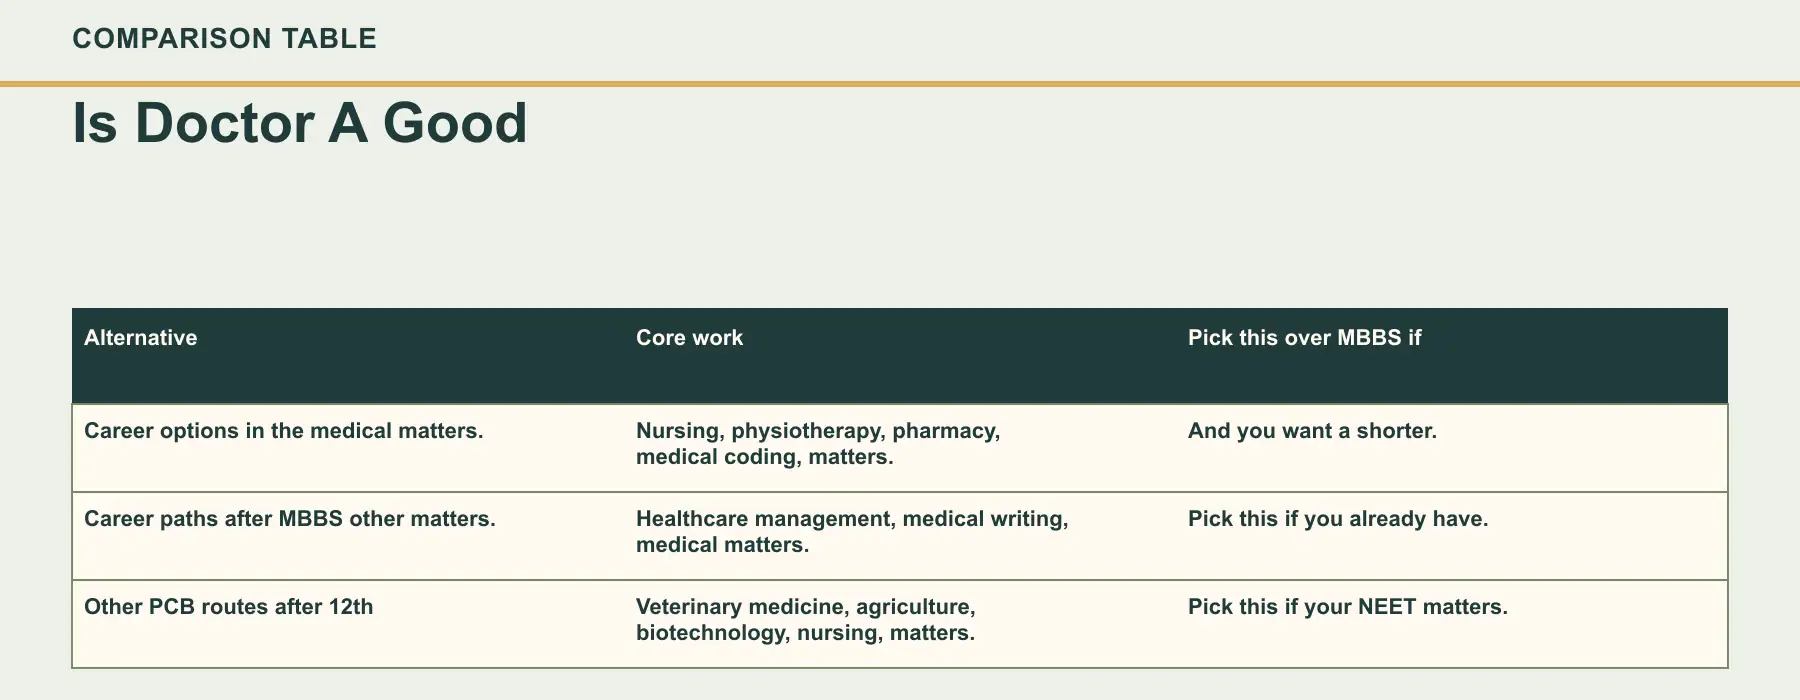 COMPARISON TABLE
Is Doctor A Good
Alternative
Core work
Pick this over MBBS if
Career options in the medical matters.
Nursing, physiotherapy, pharmacy,
medical coding, matters.
And you want a shorter.
Career paths after MBBS other matters.
Healthcare management, medical writing,
medical matters.
Pick this if you already have.
Other PCB routes after 12th
Veterinary medicine, agriculture,
biotechnology, nursing, matters.
Pick this if your NEET matters.